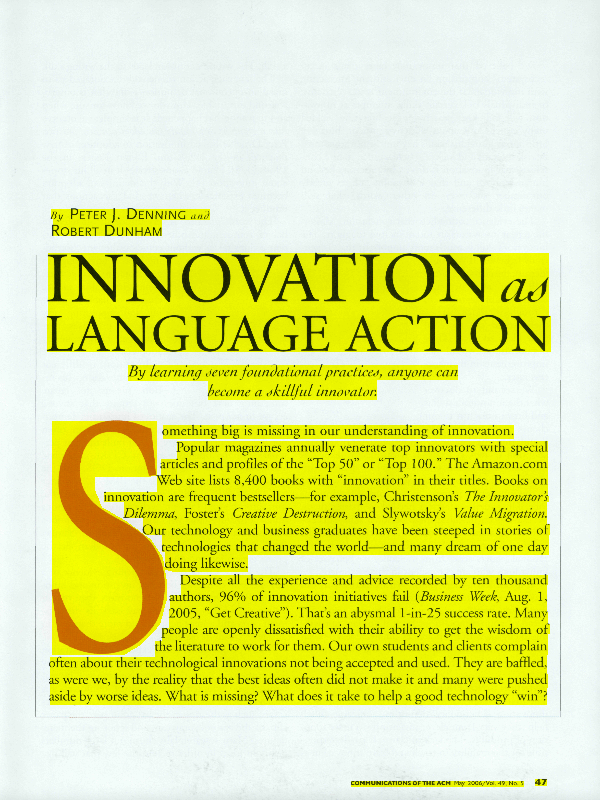 By PETER J. DENNING and
ROBERT DUNHAM
INNOVATION as
LANGUAGE ACTION
By learning seven foundational practices, anyone can
become a skillful innovator.
Something big is missing in our understanding of innovation.
Popular magazines annually venerate top innovators with special
articles and profiles of the “Top 50” or “Top 100.” The Amazon.com
Web site lists 8,400 books with “innovation” in their titles. Books on
innovation are frequent bestsellers—for example, Christenson's The Innovator's
Dilemma, Foster's Creative Destruction, and Slywotsky's Value Migration.
Our technology and business graduates have been steeped in stories of
technologies that changed the world—and many dream of one day
doing likewise.
Despite all the experience and advice recorded by ten thousand
authors, 96% of innovation initiatives fail (Business Week, Aug. 1,
2005, “Get Creative”). That's an abysmal 1-in-25 success rate. Many
people are openly dissatisfied with their ability to get the wisdom of
the literature to work for them. Our own students and clients complain
often about their technological innovations not being accepted and used. They are baffled,
as were we, by the reality that the best ideas often did not make it and many were pushed
aside by worse ideas. What is missing? What does it take to help a good technology “win”?
COMMUNICATIONS OF THE ACM May 2006/Vol. 49, No. 5 47